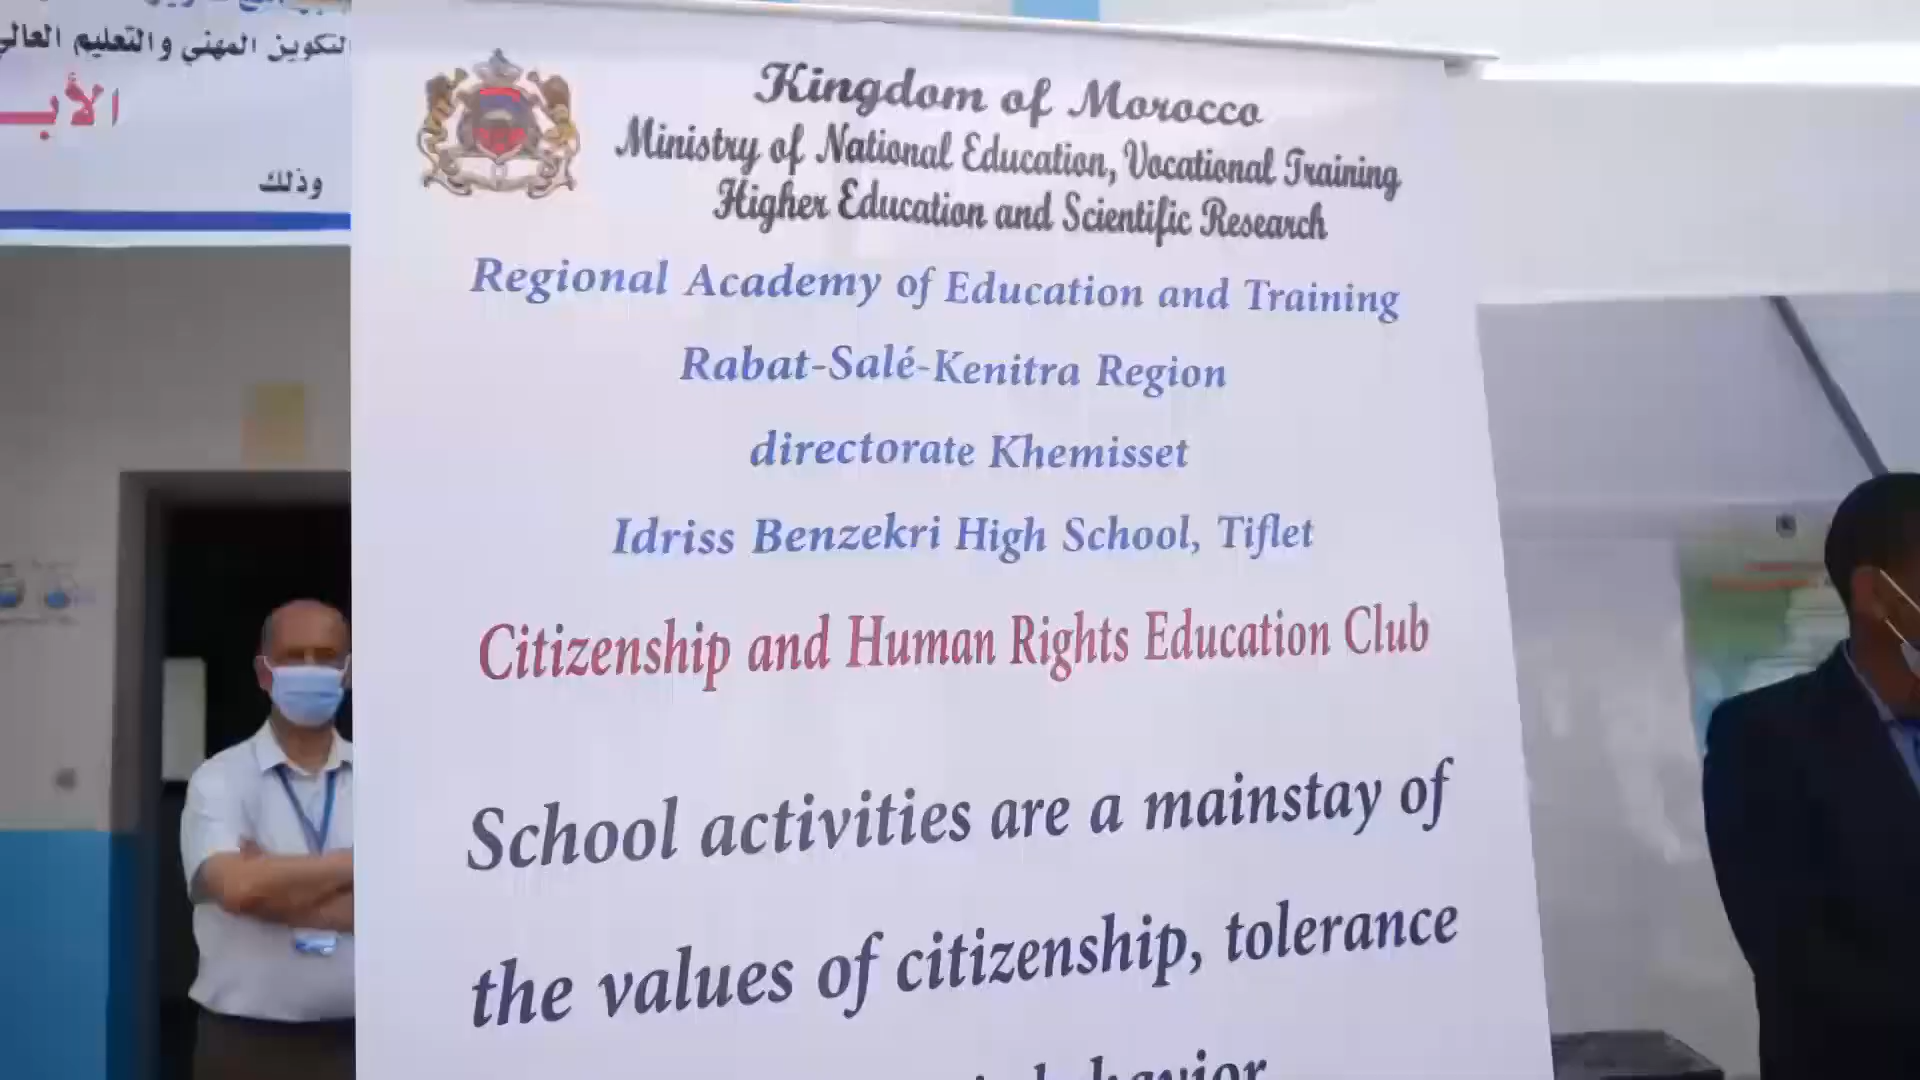 التكوين المهني والتعليم العالي
وذلك
Kingdom of Morocco
Ministry of National Education, Vocational Training
Higher Education and Scientific Research
Regional Academy of Education and Training
Rabat-Salé-Kenitra Region
directorate Khemisset
Idriss Benzekri High School, Tiflet
Citizenship and Human Rights Education Club
School activities are a mainstay of
the values of citizenship, tolerance
behavior